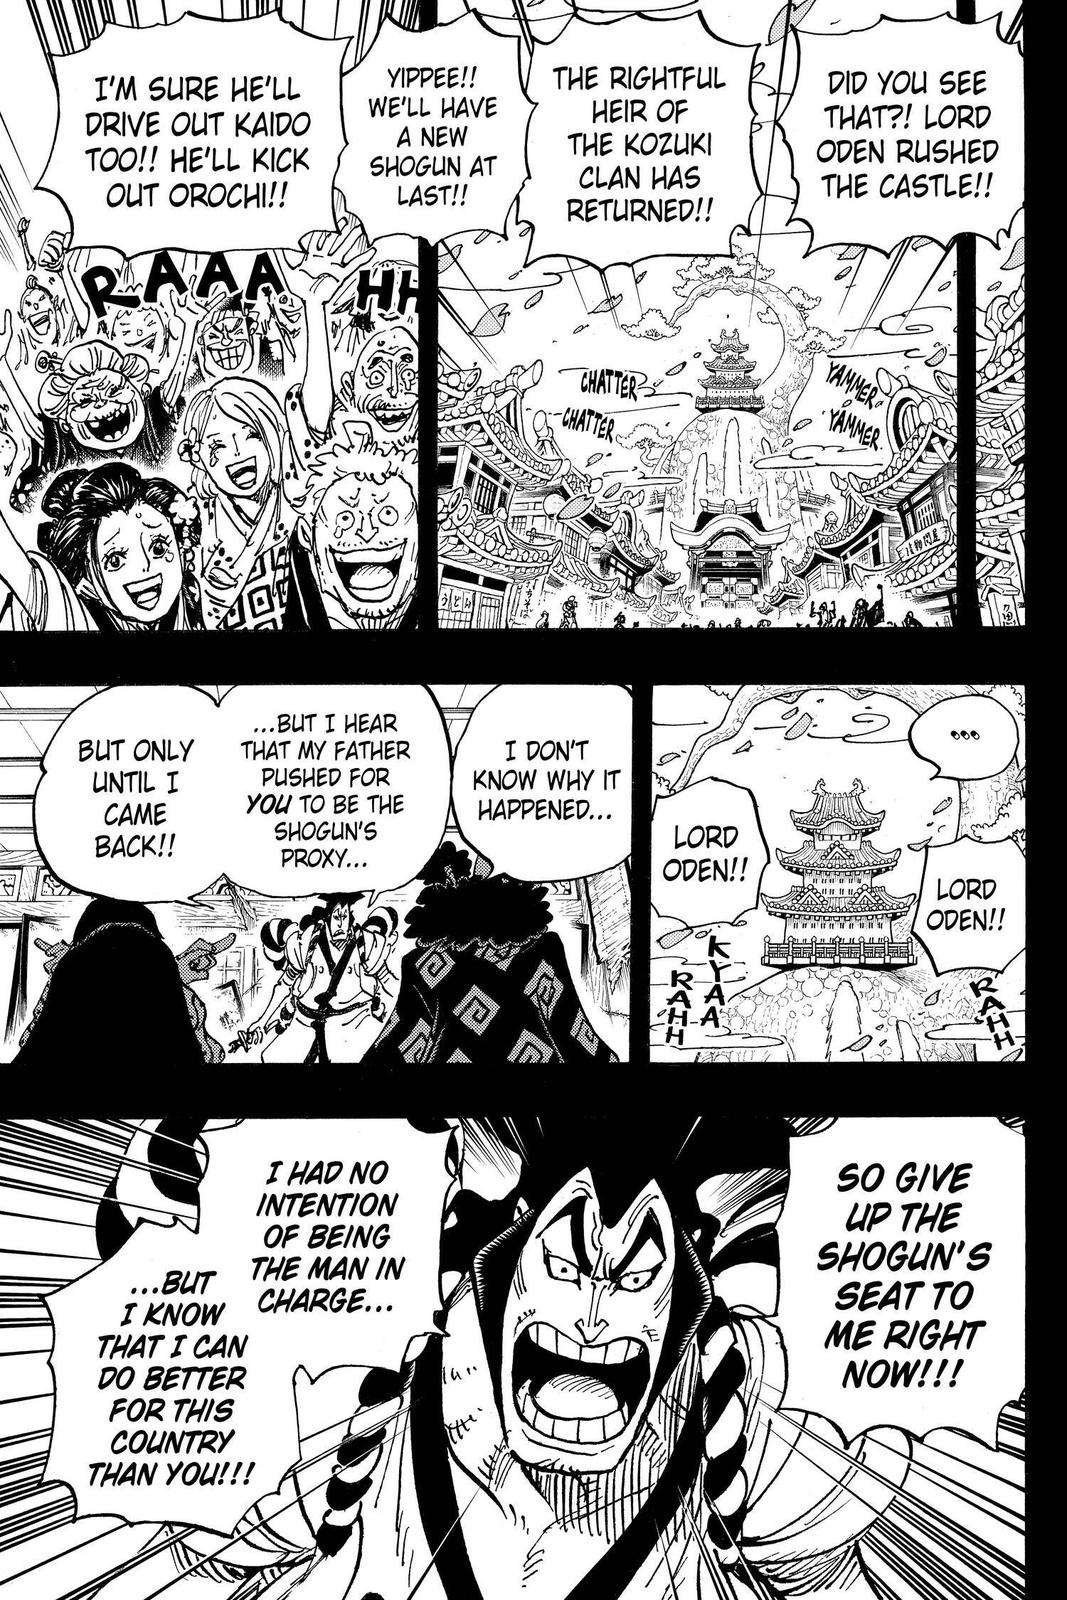 DID YOU SEE
THAT?! LORD
ODEN RUSHED
THE CASTLE!!
THE RIGHTFUL
HEIR OF
THE KOZUKI
CLAN HAS
RETURNED!!
CHATTER
CHATTER
YAMMER
YAMMER
YIPPEE!!
WE'LL HAVE
A NEW
SHOGUN AT
LAST!!
I'M SURE HE'LL
DRIVE OUT KAIDO
TOO!! HE'LL KICK
OUT OROCHI!!
RAAA
HH
...
LORD
ODEN!!
LORD
ODEN!!
KYAA
RAHH
RAHH
I DON'T
KNOW WHY IT
HAPPENED...
...BUT I HEAR
THAT MY FATHER
PUSHED FOR
YOU TO BE THE
SHOGUN'S
PROXY...
BUT ONLY
UNTIL I
CAME
BACK!!
SO GIVE
UP THE
SHOGUN'S
SEAT TO
ME RIGHT
NOW!!!
I HAD NO
INTENTION
OF BEING
THE MAN IN
CHARGE...
...BUT
I KNOW
THAT I CAN
DO BETTER
FOR THIS
COUNTRY
THAN YOU!!!